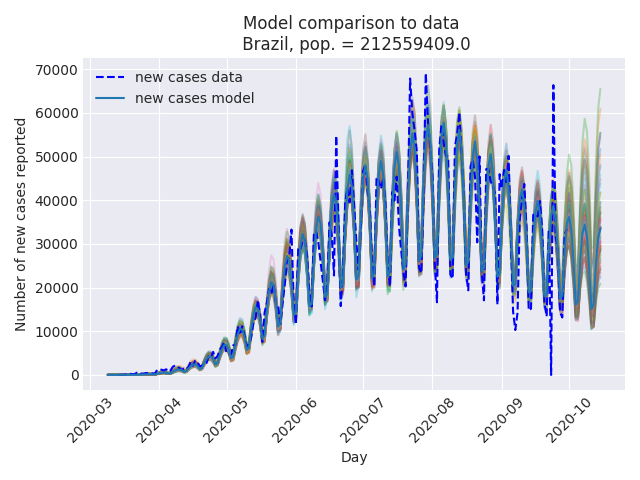 Model comparison to data
Brazil, pop. = 212559409.0
new cases data
new cases model
Number of new cases reported
70000
60000
50000
40000
30000
20000
10000
0
2020-03
2020-04
2020-05
2020-06
2020-07
2020-08
2020-09
2020-10
Day